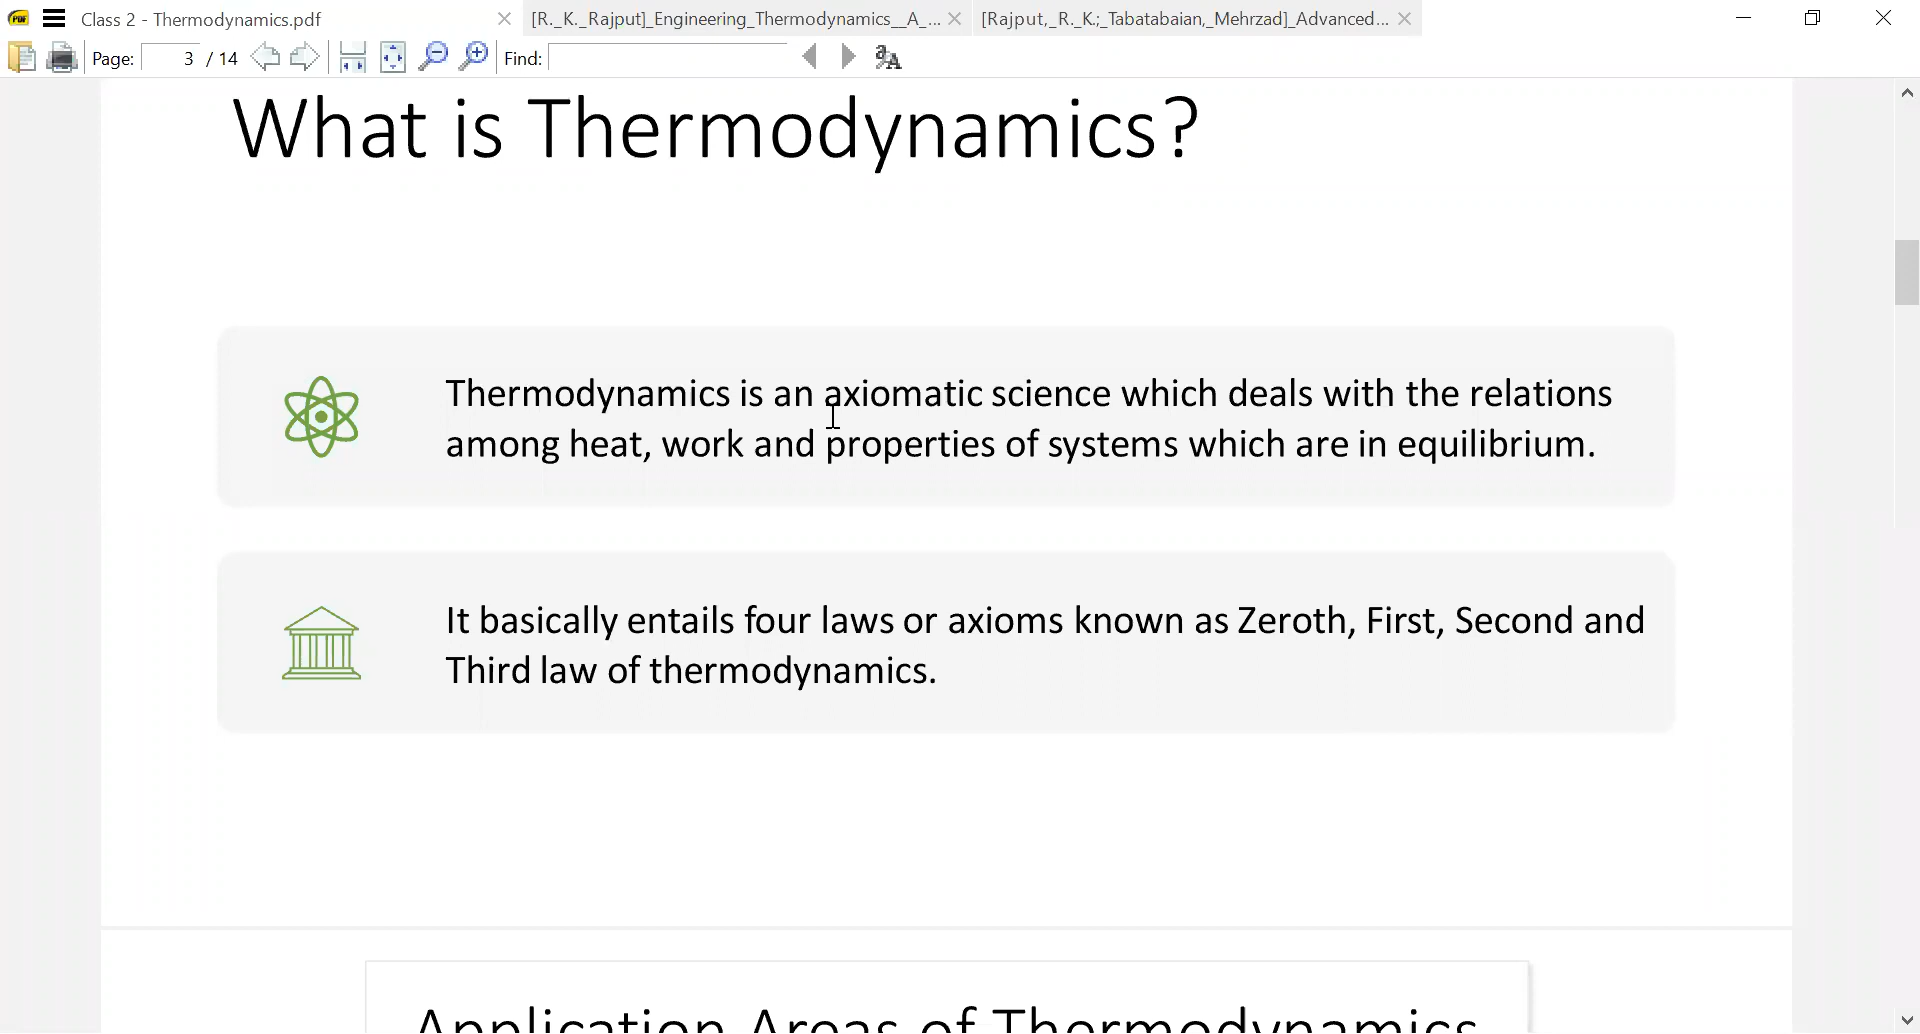 PDF Class 2 - Thermodynamics.pdf [R._K._Rajput]_Engineering_Thermodynamics__A_... [Rajput,_R._K.;_Tabatabaian,_Mehrzad]_Advanced...
Page: 3 / 14 Find:
What is Thermodynamics?
Thermodynamics is an axiomatic science which deals with the relations
among heat, work and properties of systems which are in equilibrium.
It basically entails four laws or axioms known as Zeroth, First, Second and
Third law of thermodynamics.
Application Areas of Thermodynamics